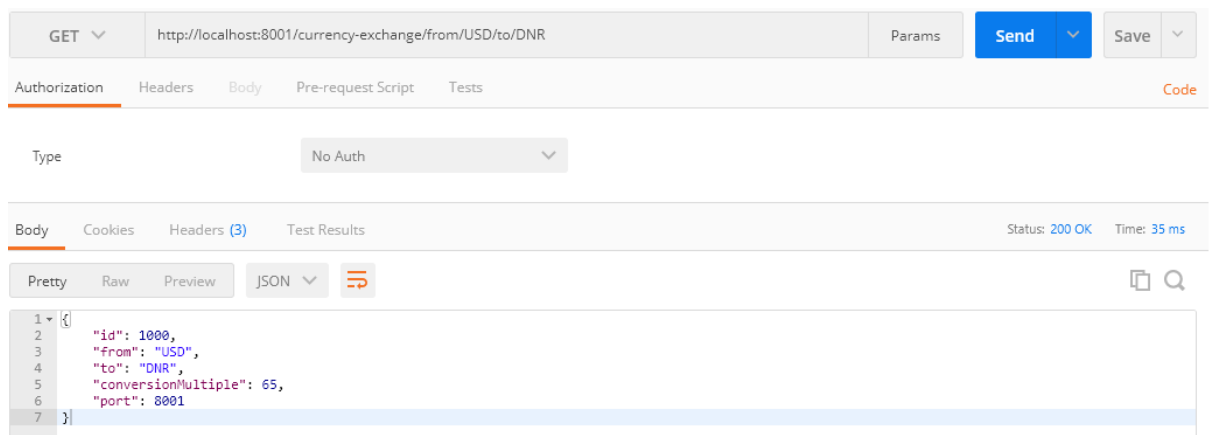 GET http://localhost:8001/currency-exchange/from/USD/to/DNR Params Send Save
Authorization Headers Body Pre-request Script Tests Code
Type No Auth
Body Cookies Headers (3) Test Results Status: 200 OK Time: 35 ms
Pretty Raw Preview JSON
1 {
2 "id": 1000,
3 "from": "USD",
4 "to": "DNR",
5 "conversionMultiple": 65,
6 "port": 8001
7 }